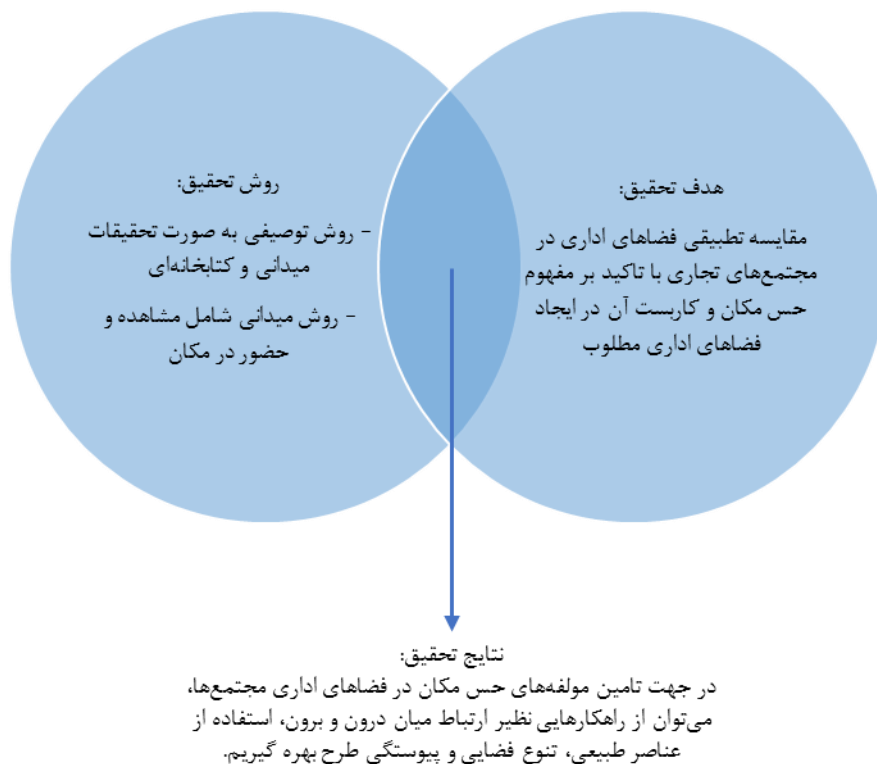 هدف تحقیق:
مقایسه تطبیقی فضاهای اداری در
مجتمع‌های تجاری با تاکید بر مفهوم
حس مکان و کاربست آن در ایجاد
فضاهای اداری مطلوب
روش تحقیق:
- روش توصیفی به صورت تحقیقات
میدانی و کتابخانه‌ای
- روش میدانی شامل مشاهده و
حضور در مکان
نتایج تحقیق:
در جهت تامین مولفه‌های حس مکان در فضاهای اداری مجتمع‌ها،
می‌توان از راهکارهایی نظیر ارتباط میان درون و برون، استفاده از
عناصر طبیعی، تنوع فضایی و پیوستگی طرح بهره گیریم.